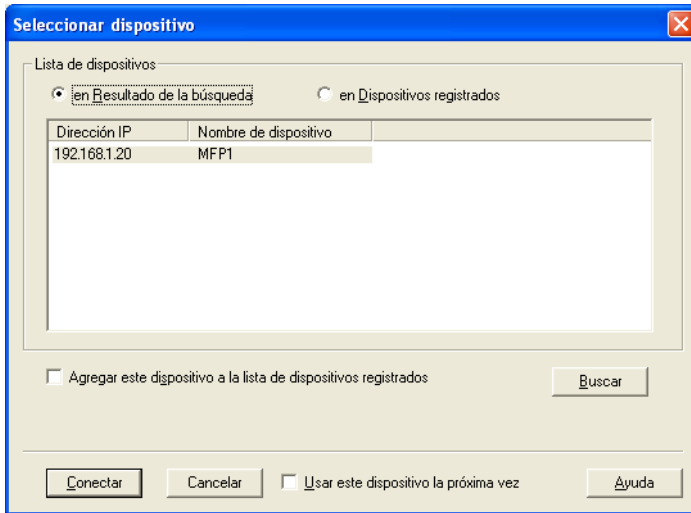 Seleccionar dispositivo
Lista de dispositivos
en Resultado de la búsqueda
en Dispositivos registrados
Dirección IP
Nombre de dispositivo
192.168.1.20
MFP1
Agregar este dispositivo a la lista de dispositivos registrados
Buscar
Conectar
Cancelar
Usar este dispositivo la próxima vez
Ayuda